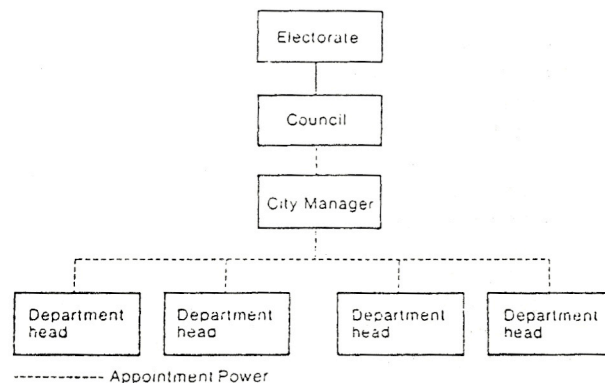 Electorate
Council
City Manager
Department head
Department head
Department head
Department head
Appointment Power